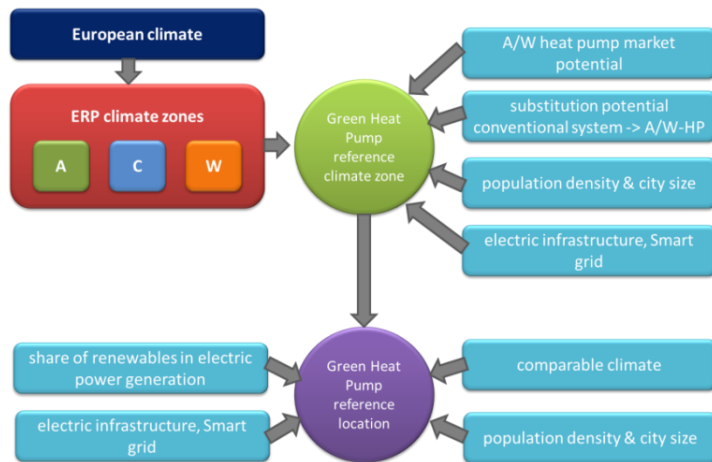 European climate
ERP climate zones
A
C
W
Green Heat
Pump
reference
climate zone
A/W heat pump market
potential
substitution potential
conventional system -> A/W-HP
population density & city size
electric infrastructure, Smart
grid
share of renewables in electric
power generation
electric infrastructure, Smart
grid
Green Heat
Pump
reference
location
comparable climate
population density & city size